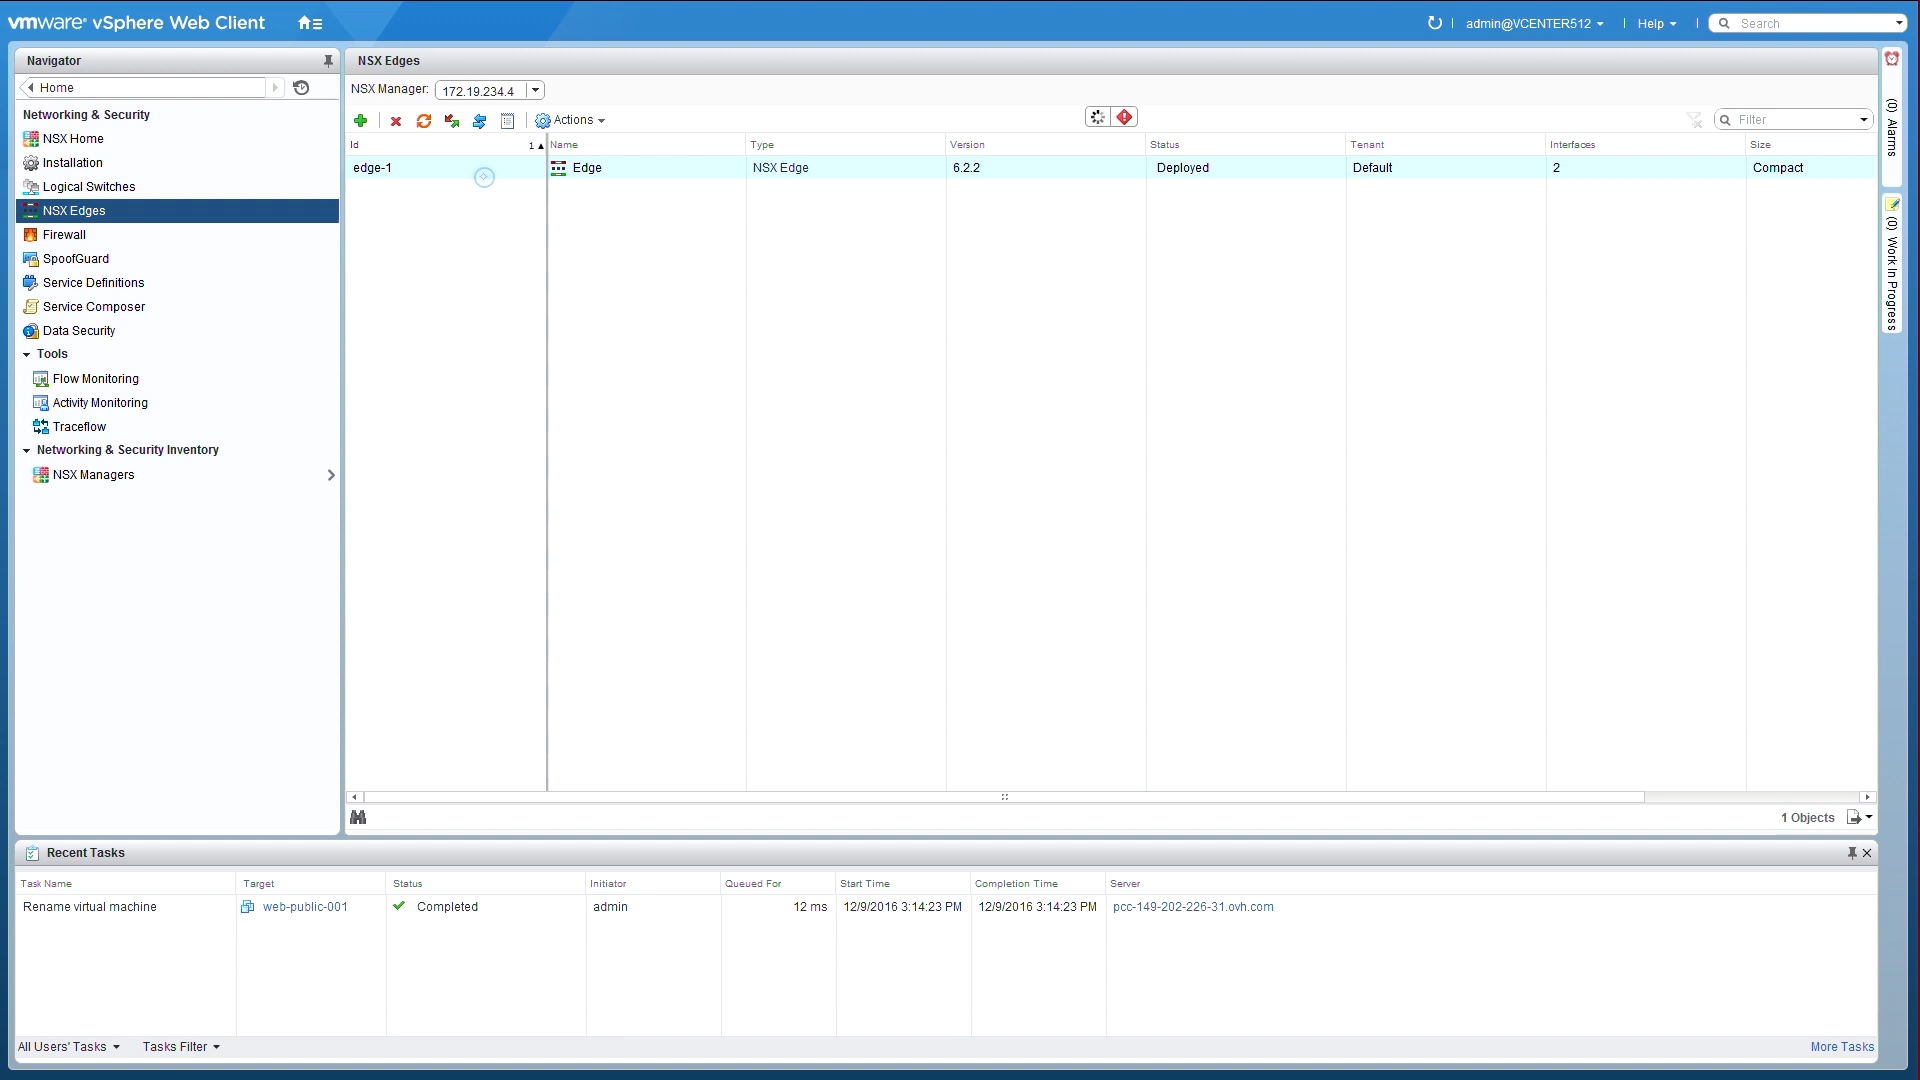 vmware® vSphere Web Client
admin@VCENTER512
Help
Search
Navigator
Home
Networking & Security
NSX Home
Installation
Logical Switches
NSX Edges
Firewall
SpoofGuard
Service Definitions
Service Composer
Data Security
Tools
Flow Monitoring
Activity Monitoring
Traceflow
Networking & Security Inventory
NSX Managers
NSX Edges
NSX Manager: 172.19.234.4
Actions
Filter
Id 1 Name Type Version Status Tenant Interfaces Size
edge-1 Edge NSX Edge 6.2.2 Deployed Default 2 Compact
1 Objects
(0) Alarms
(0) Work In Progress
Recent Tasks
Task Name Target Status Initiator Queued For Start Time Completion Time Server
Rename virtual machine web-public-001 Completed admin 12 ms 12/9/2016 3:14:23 PM 12/9/2016 3:14:23 PM pcc-149-202-226-31.ovh.com
All Users' Tasks Tasks Filter More Tasks